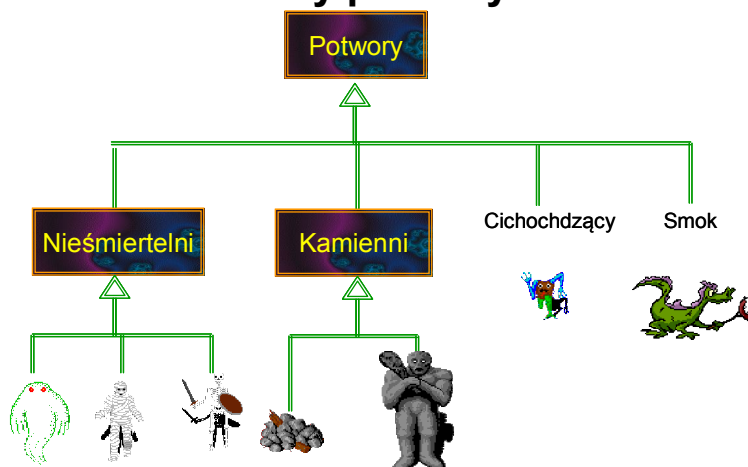 Potwory
Nieśmiertelni
Kamienni
Cichochdzący
Smok